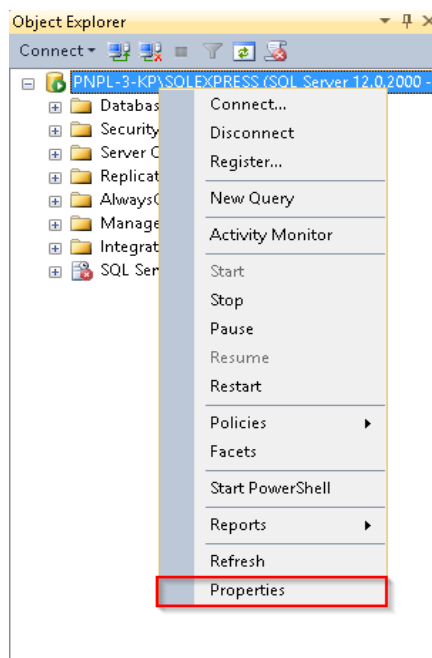 Object Explorer
Connect
PNPL-3-KP\SQLEXPRESS (SQL Server 12.0.2000 -
Databas
Security
Server O
Replicat
AlwaysO
Manage
Integrat
SQL Ser
Connect...
Disconnect
Register...
New Query
Activity Monitor
Start
Stop
Pause
Resume
Restart
Policies
Facets
Start PowerShell
Reports
Refresh
Properties